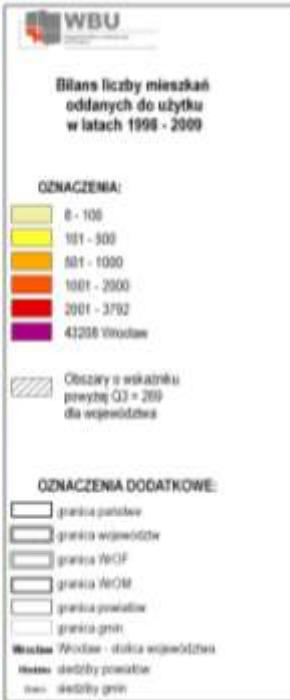 WBU
Bilans liczby mieszkań
oddanych do użytku
w latach 1998 - 2009
OZNACZENIA:
0 - 100
101 - 500
501 - 1000
1001 - 2000
2001 - 3792
43208 Wrocław
Obszary o wskaźniku
powyżej Q3 = 269
dla województwa
OZNACZENIA DODATKOWE:
granica państwa
granica województw
granica WrOF
granica WrOM
granica powiatów
granica gmin
Wrocław Wrocław - stolica województwa
siedziby powiatów
siedziby gmin